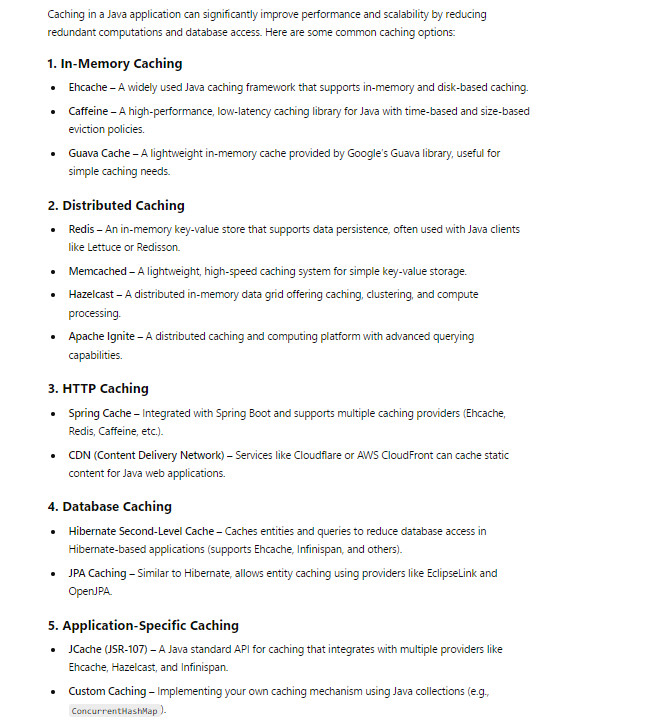 Caching in a Java application can significantly improve performance and scalability by reducing
redundant computations and database access. Here are some common caching options:
1. In-Memory Caching
• Ehcache – A widely used Java caching framework that supports in-memory and disk-based caching.
• Caffeine – A high-performance, low-latency caching library for Java with time-based and size-based
eviction policies.
• Guava Cache – A lightweight in-memory cache provided by Google's Guava library, useful for
simple caching needs.
2. Distributed Caching
• Redis – An in-memory key-value store that supports data persistence, often used with Java clients
like Lettuce or Redisson.
• Memcached – A lightweight, high-speed caching system for simple key-value storage.
• Hazelcast – A distributed in-memory data grid offering caching, clustering, and compute
processing.
• Apache Ignite – A distributed caching and computing platform with advanced querying
capabilities.
3. HTTP Caching
• Spring Cache – Integrated with Spring Boot and supports multiple caching providers (Ehcache,
Redis, Caffeine, etc.).
• CDN (Content Delivery Network) – Services like Cloudflare or AWS CloudFront can cache static
content for Java web applications.
4. Database Caching
• Hibernate Second-Level Cache – Caches entities and queries to reduce database access in
Hibernate-based applications (supports Ehcache, Infinispan, and others).
• JPA Caching – Similar to Hibernate, allows entity caching using providers like EclipseLink and
OpenJPA.
5. Application-Specific Caching
• JCache (JSR-107) – A Java standard API for caching that integrates with multiple providers like
Ehcache, Hazelcast, and Infinispan.
• Custom Caching – Implementing your own caching mechanism using Java collections (e.g.,
ConcurrentHashMap).